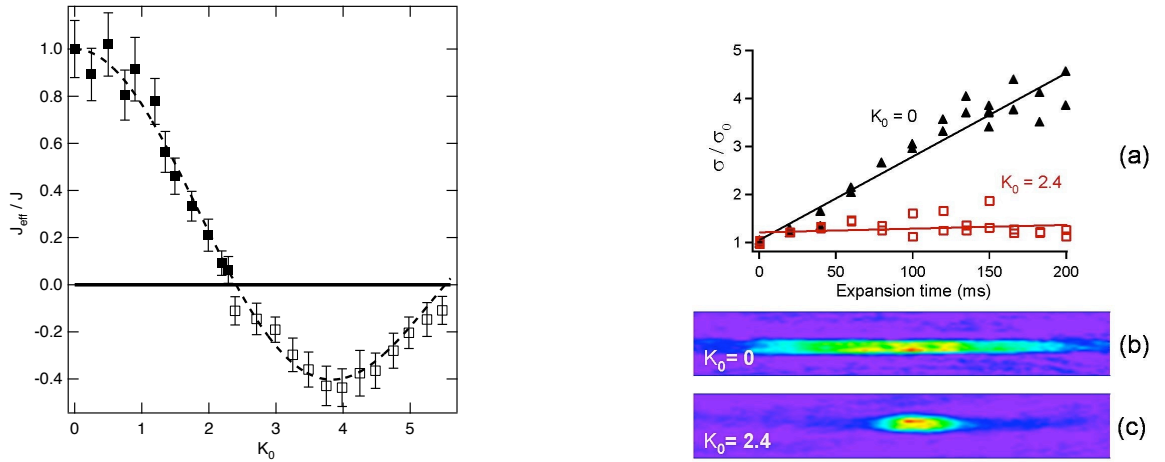 1.0
0.8
0.6
0.4
0.2
0.0
-0.2
-0.4
J_eff / J
0 1 2 3 4 5
K_0
5
4
3
2
1
σ / σ_0
K_0 = 0
K_0 = 2.4
0 50 100 150 200
Expansion time (ms)
(a)
K_0= 0
(b)
K_0= 2.4
(c)